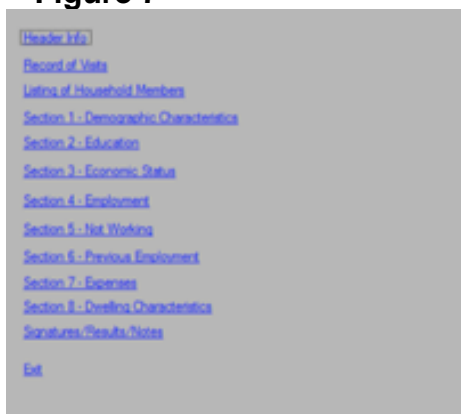 Figure
Header Info
Record of Visits
Listing of Household Members
Section 1 - Demographic Characteristics
Section 2 - Education
Section 3 - Economic Status
Section 4 - Employment
Section 5 - Not Working
Section 6 - Previous Employment
Section 7 - Expenses
Section 8 - Dwelling Characteristics
Signatures/Results/Notes
Exit